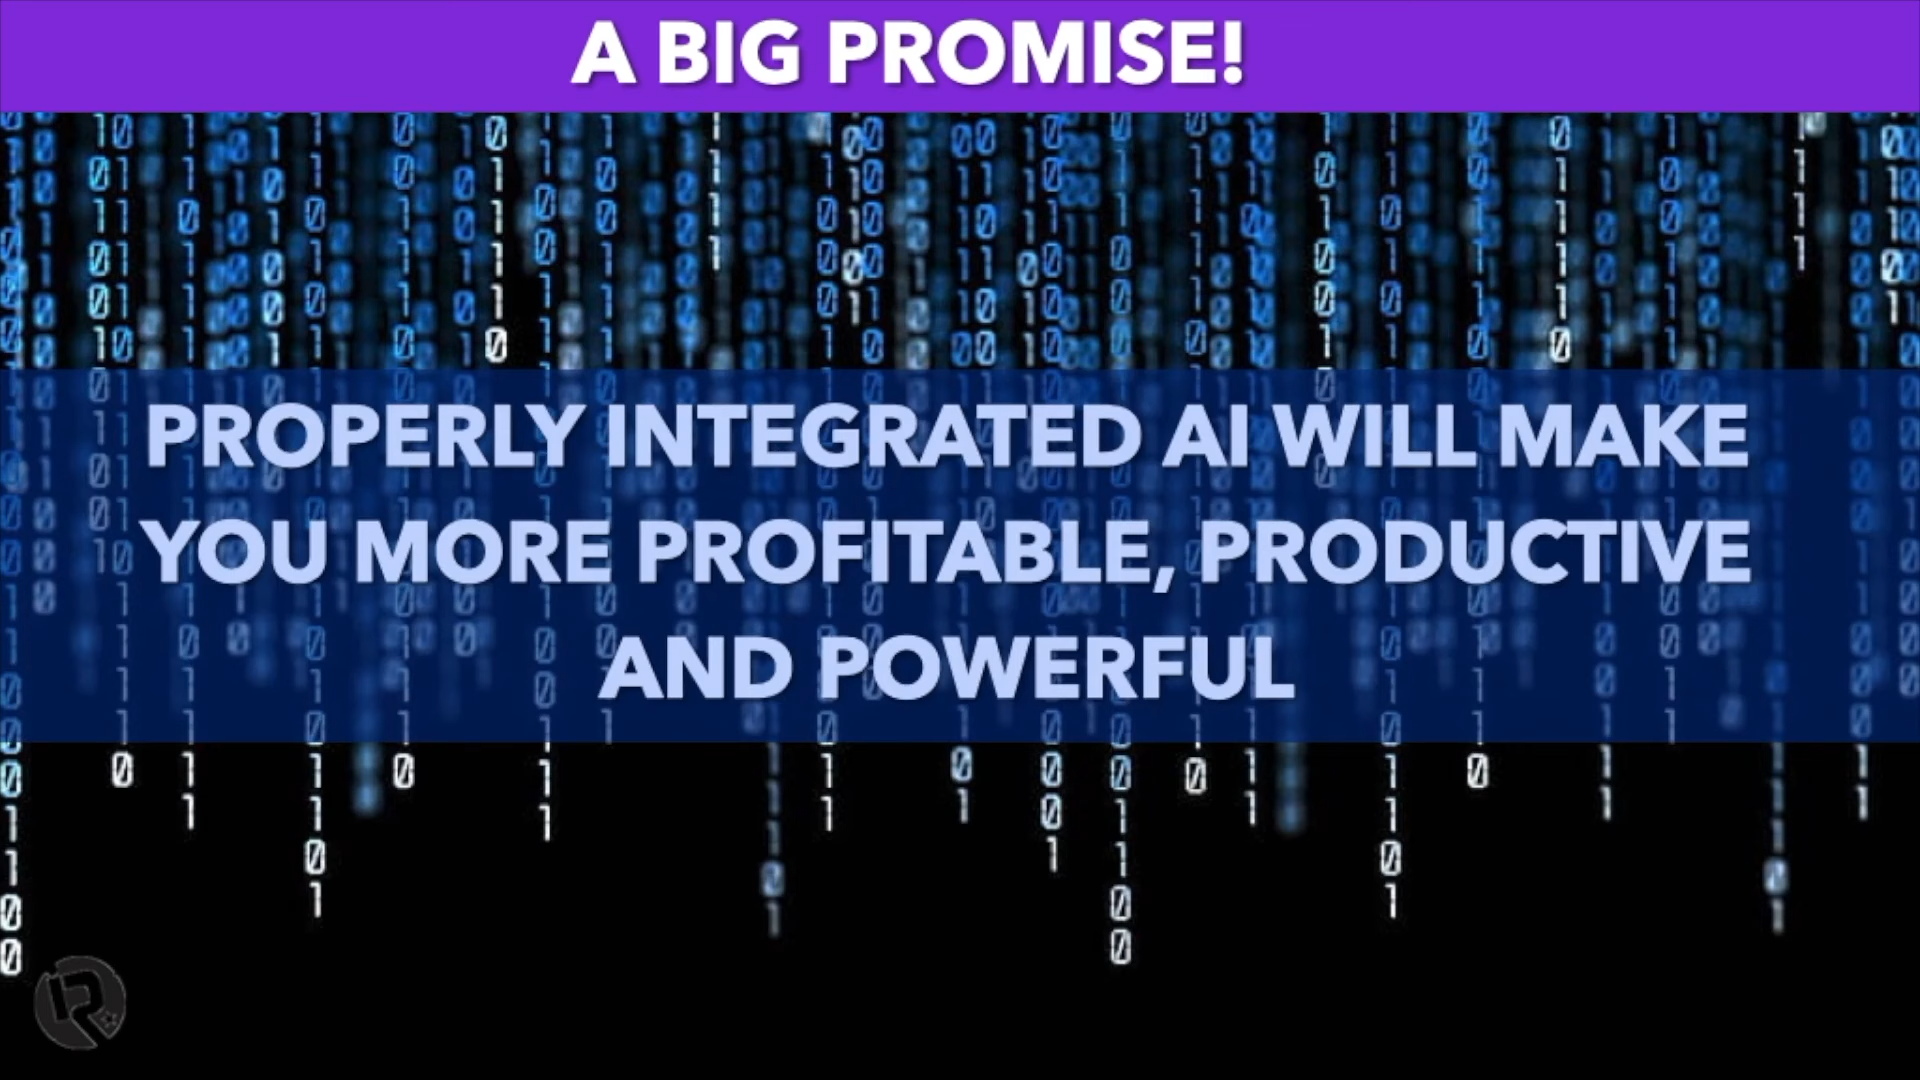 A BIG PROMISE!
PROPERLY INTEGRATED AI WILL MAKE
YOU MORE PROFITABLE, PRODUCTIVE
AND POWERFUL